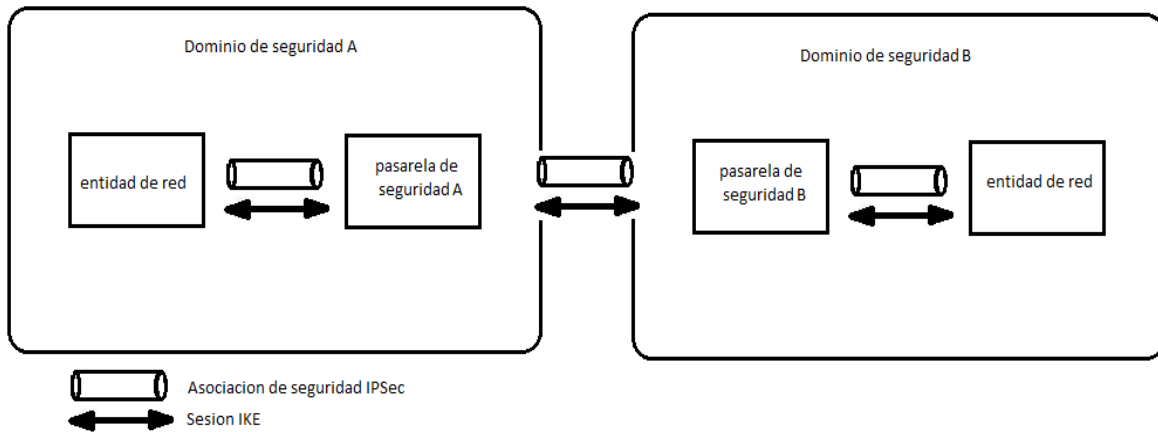 Dominio de seguridad A
Dominio de seguridad B
entidad de red
pasarela de
seguridad A
pasarela de
seguridad B
entidad de red
Asociacion de seguridad IPSec
Sesion IKE